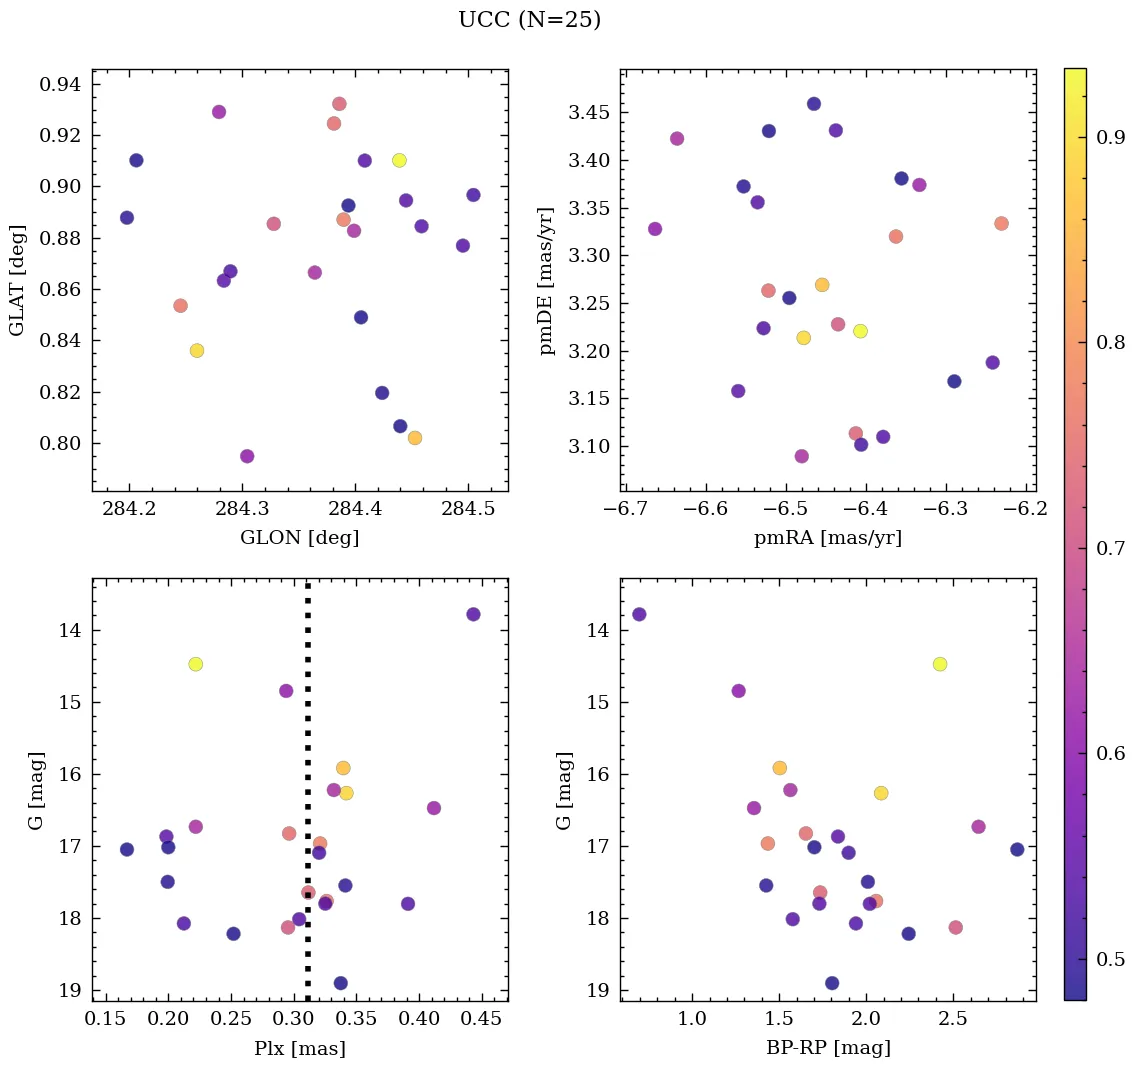 UCC (N=25)
0.94
0.92
0.90
0.88
0.86
0.84
0.82
0.80
GLAT [deg]
284.2 284.3 284.4 284.5
GLON [deg]
3.45
3.40
3.35
3.30
3.25
3.20
3.15
3.10
pmDE [mas/yr]
−6.7 −6.6 −6.5 −6.4 −6.3 −6.2
pmRA [mas/yr]
14
15
16
17
18
19
G [mag]
0.15 0.20 0.25 0.30 0.35 0.40 0.45
Plx [mas]
14
15
16
17
18
19
G [mag]
1.0 1.5 2.0 2.5
BP-RP [mag]
0.9
0.8
0.7
0.6
0.5